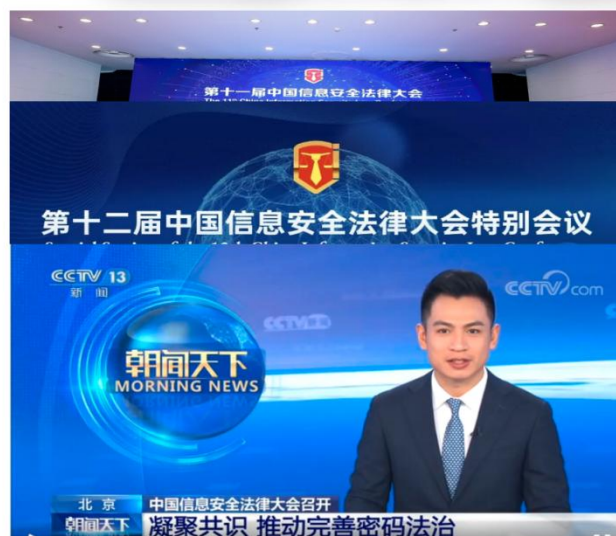 第十一届中国信息安全法律大会
第十二届中国信息安全法律大会特别会议
CCTV 13
新闻
CCTV.com
朝闻天下
MORNING NEWS
北京
中国信息安全法律大会召开
朝闻天下
凝聚共识 推动完善密码法治